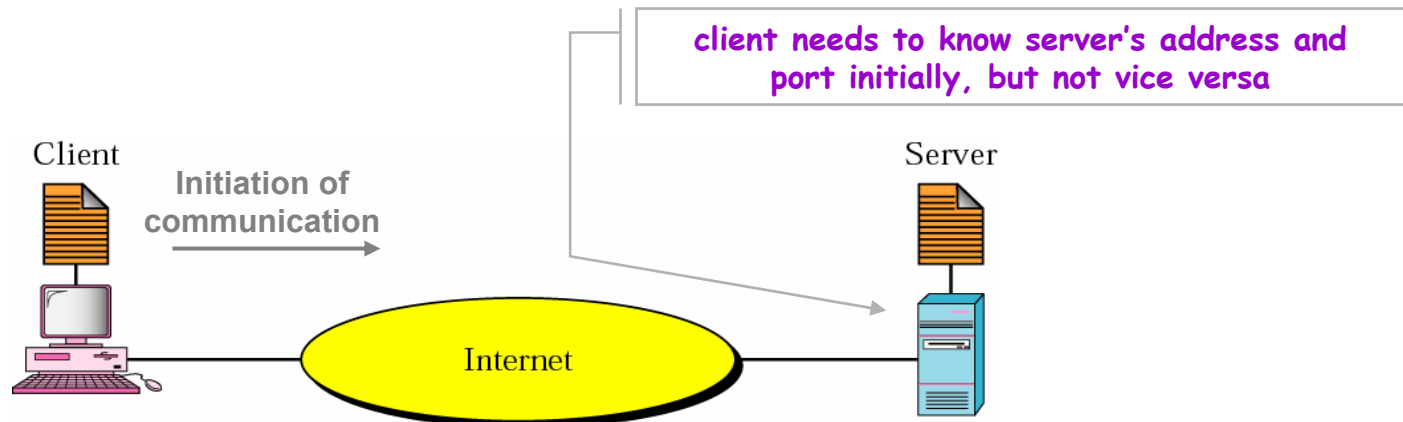 client needs to know server’s address and
port initially, but not vice versa
Client
Server
Initiation of
communication
Internet